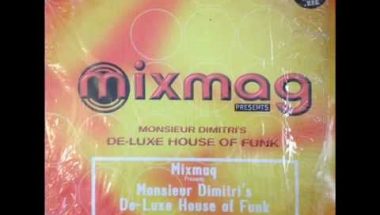 mixmag
PRESENTS
MONSIEUR DIMITRI'S
DE-LUXE HOUSE OF FUNK
Mixmag
Presents
Monsieur Dimitri's
De-Luxe House of Funk